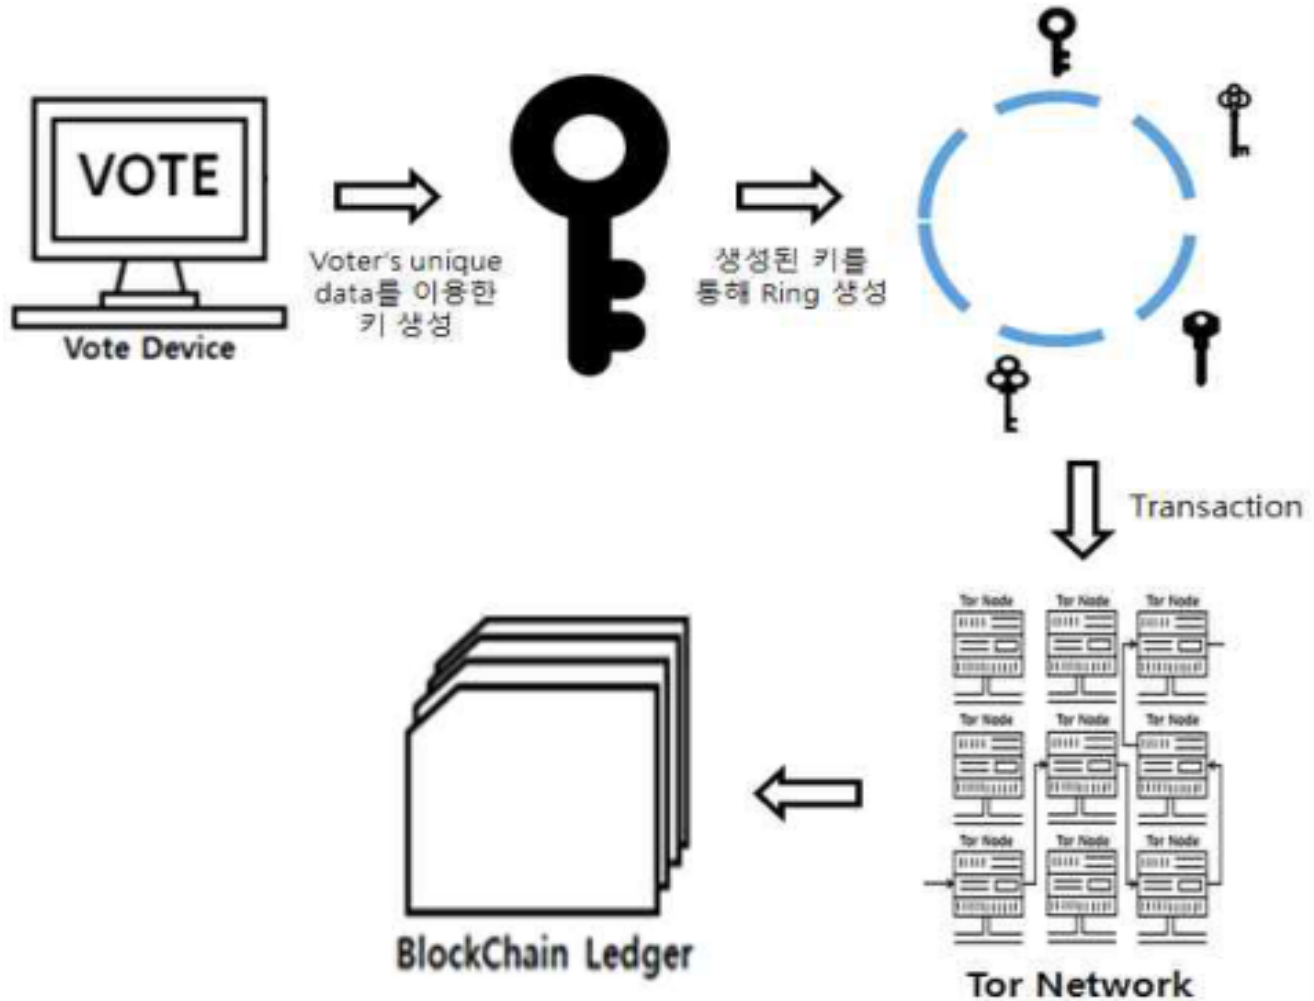 VOTE
Vote Device
Voter's unique
data를 이용한
키 생성
생성된 키를
통해 Ring 생성
Transaction
Tor Node Tor Node Tor Node
Tor Node Tor Node Tor Node
Tor Node Tor Node Tor Node
Tor Network
BlockChain Ledger